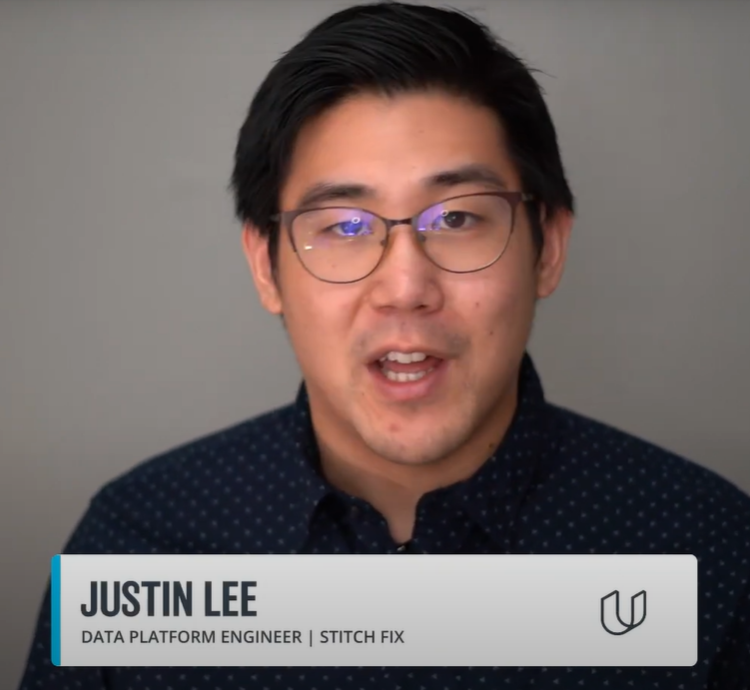 JUSTIN LEE
DATA PLATFORM ENGINEER | STITCH FIX